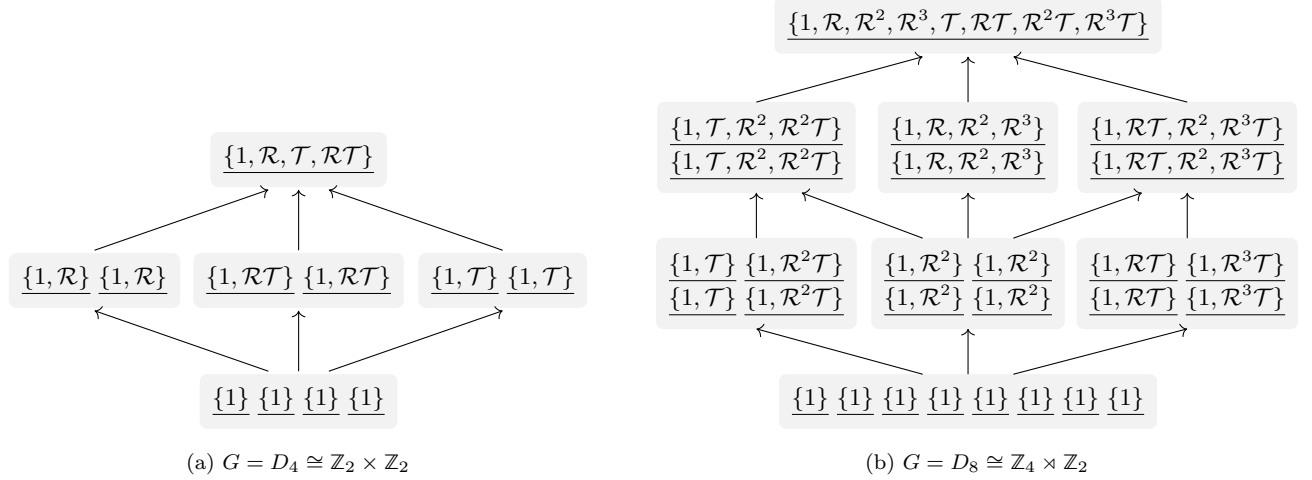 {1, ℛ, ℛ², ℛ³, 𝒯, ℛ𝒯, ℛ²𝒯, ℛ³𝒯}
{1, 𝒯, ℛ², ℛ²𝒯} {1, ℛ, ℛ², ℛ³} {1, ℛ𝒯, ℛ², ℛ³𝒯}
{1, 𝒯, ℛ², ℛ²𝒯} {1, ℛ, ℛ², ℛ³} {1, ℛ𝒯, ℛ², ℛ³𝒯}
{1, 𝒯} {1, ℛ²𝒯} {1, ℛ²} {1, ℛ²} {1, ℛ𝒯} {1, ℛ³𝒯}
{1, 𝒯} {1, ℛ²𝒯} {1, ℛ²} {1, ℛ²} {1, ℛ𝒯} {1, ℛ³𝒯}
{1} {1} {1} {1} {1} {1} {1} {1}
{1, ℛ, 𝒯, ℛ𝒯}
{1, ℛ} {1, ℛ} {1, ℛ𝒯} {1, ℛ𝒯} {1, 𝒯} {1, 𝒯}
{1} {1} {1} {1}
(a) G = D₄ ≅ ℤ₂ × ℤ₂
(b) G = D₈ ≅ ℤ₄ ⋊ ℤ₂